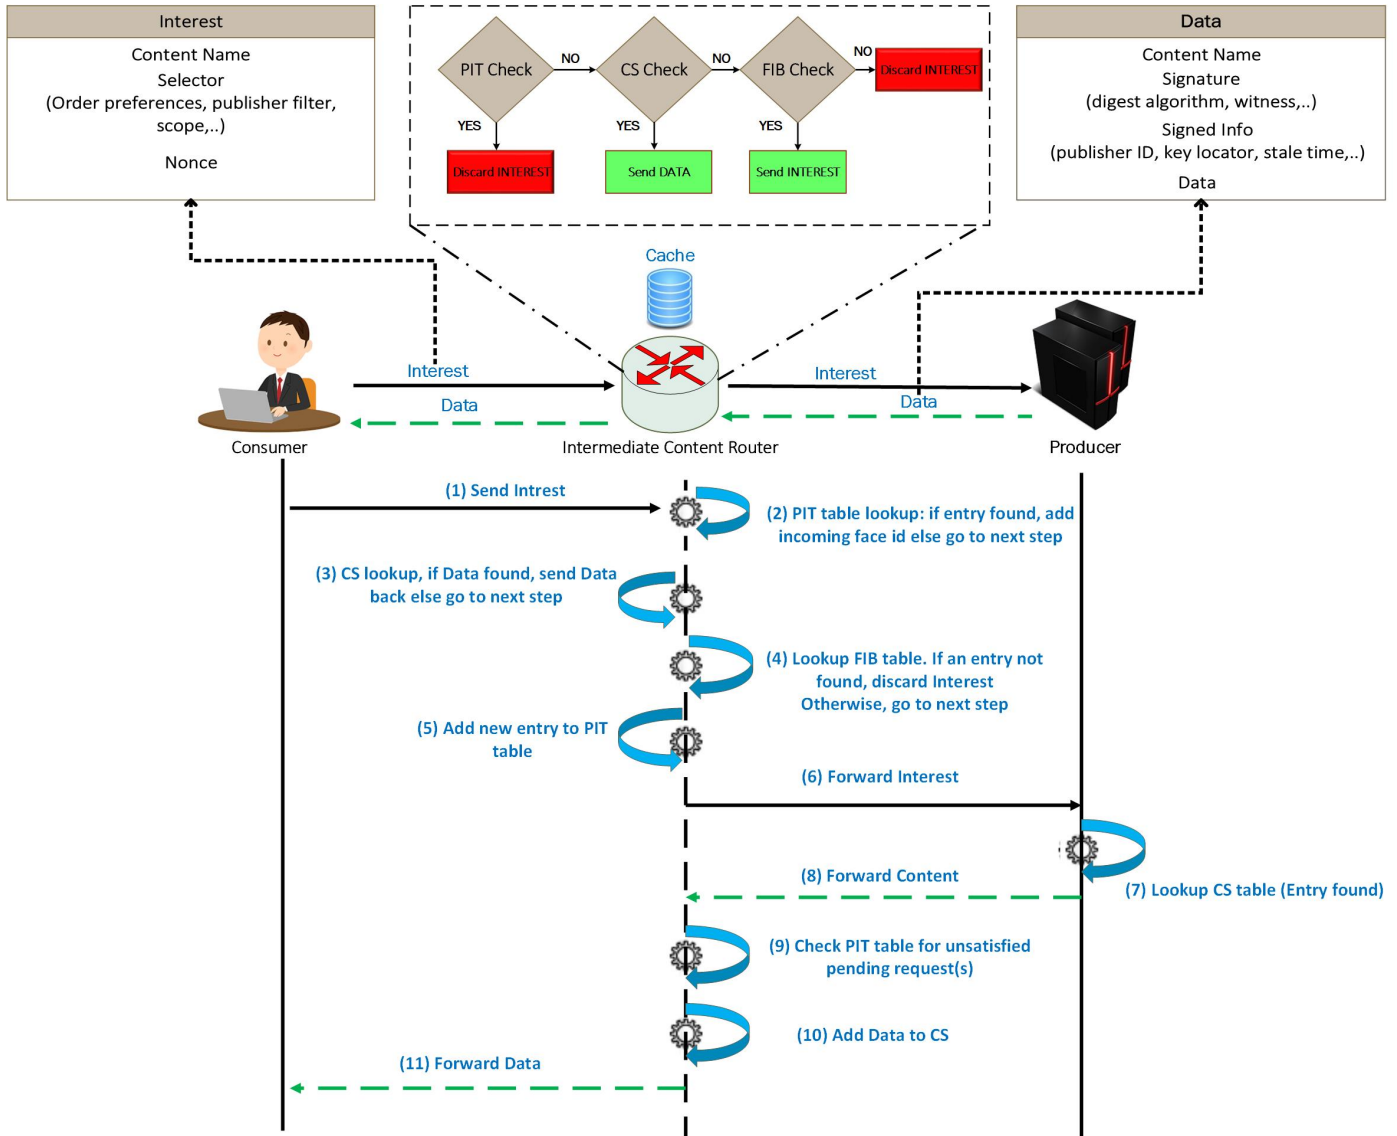 Interest
Content Name
Selector
(Order preferences, publisher filter,
scope,..)
Nonce
PIT Check
NO
CS Check
NO
FIB Check
NO
Discard INTEREST
YES
YES
YES
Discard INTEREST
Send DATA
Send INTEREST
Data
Content Name
Signature
(digest algorithm, witness,..)
Signed Info
(publisher ID, key locator, stale time,..)
Data
Cache
Interest
Data
Interest
Data
Consumer
Intermediate Content Router
Producer
(1) Send Intrest
(2) PIT table lookup: if entry found, add
incoming face id else go to next step
(3) CS lookup, if Data found, send Data
back else go to next step
(4) Lookup FIB table. If an entry not
found, discard Interest
Otherwise, go to next step
(5) Add new entry to PIT
table
(6) Forward Interest
(7) Lookup CS table (Entry found)
(8) Forward Content
(9) Check PIT table for unsatisfied
pending request(s)
(10) Add Data to CS
(11) Forward Data